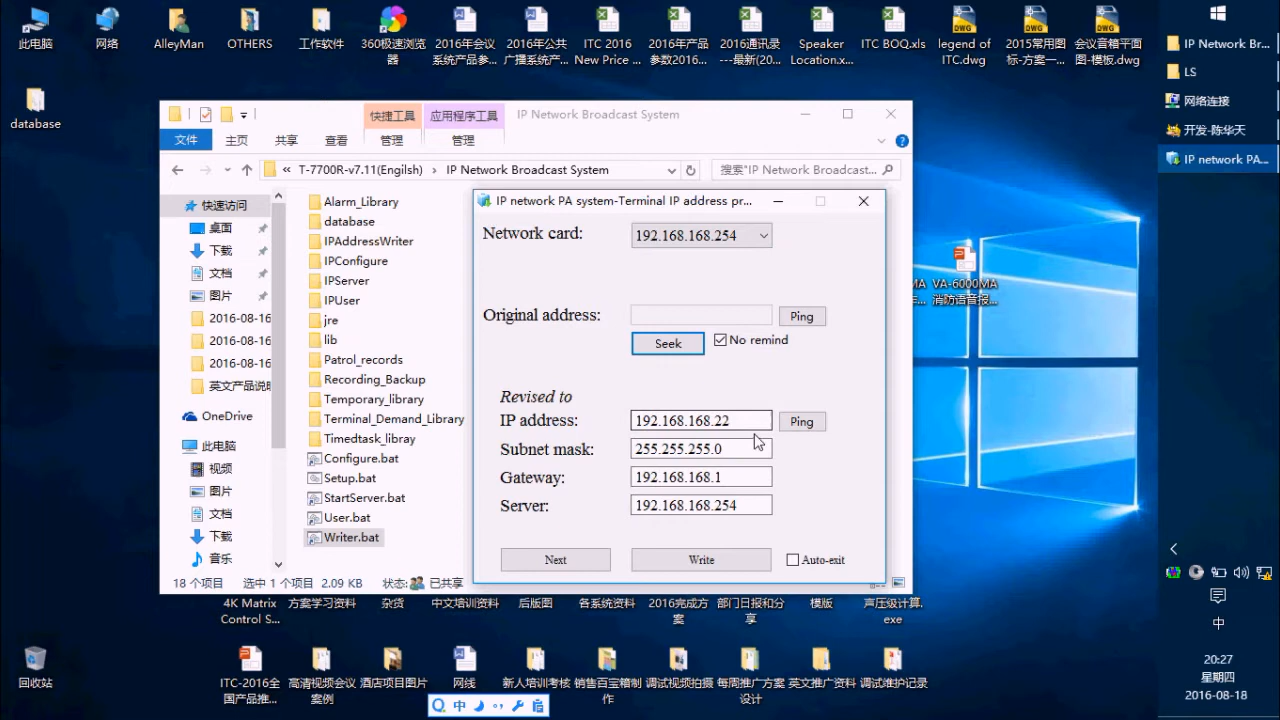 此电脑
网络
AlleyMan
OTHERS
工作软件
360极速浏览
器
2016年会议
系统产品参...
2016年公共
广播系统产...
ITC 2016
New Price ...
2016年产品
参数2016...
2016通讯录
---最新(20...
Speaker
Location.x...
ITC BOQ.xls
legend of
ITC.dwg
2015常用图
标-方案一...
会议音箱平面
图-模板.dwg
database
快捷工具
应用程序工具
IP Network Broadcast System
文件
主页
共享
查看
管理
管理
« T-7700R-v7.11(Engilsh) › IP Network Broadcast System
搜索"IP Network Broadcast...
快速访问
桌面
下载
文档
图片
2016-08-16
2016-08-16
2016-08-16
英文产品说明
OneDrive
此电脑
视频
图片
文档
下载
音乐
Alarm_Library
database
IPAddressWriter
IPConfigure
IPServer
IPUser
jre
lib
Patrol_records
Recording_Backup
Temporary_library
Terminal_Demand_Library
Timedtask_libray
Configure.bat
Setup.bat
StartServer.bat
User.bat
Writer.bat
18 个项目
选中 1 个项目 2.09 KB
状态:
已共享
IP network PA system-Terminal IP address pr...
Network card:
192.168.168.254
Original address:
Ping
Seek
No remind
Revised to
IP address:
192.168.168.22
Ping
Subnet mask:
255.255.255.0
Gateway:
192.168.168.1
Server:
192.168.168.254
Next
Write
Auto-exit
VA-6000MA
消防语音报...
IP Network Br...
LS
网络连接
开发-陈华天
IP network PA...
中
20:27
星期四
2016-08-18
4K Matrix
Control S...
方案学习资料
杂货
中文培训资料
后版图
各系统资料
2016完成方
案
部门日报和分
享
模版
声压级计算.
exe
回收站
ITC-2016全
国产品推...
高清视频会议
案例
酒店项目图片
网线
新人培训考核
销售百宝箱制
作
调试视频拍摄
每周推广方案
设计
英文推广资料
调试维护记录
中